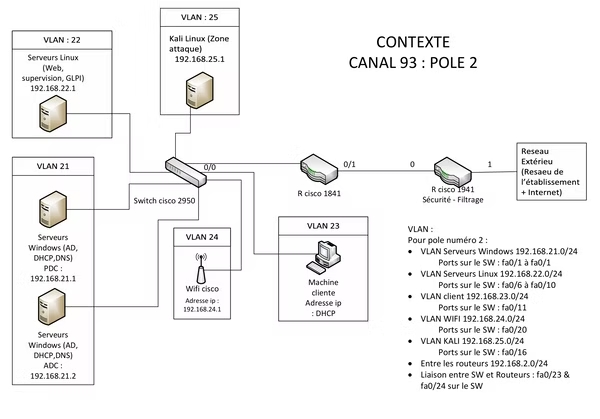 CONTEXTE
CANAL 93 : POLE 2
VLAN : 22
Serveurs Linux
(Web,
supervision, GLPI)
192.168.22.1
VLAN : 25
Kali Linux (Zone
attaque)
192.168.25.1
VLAN 21
Serveurs
Windows (AD,
DHCP,DNS)
PDC :
192.168.21.1
Serveurs
Windows (AD,
DHCP,DNS)
ADC :
192.168.21.2
0/0
Switch cisco 2950
0/1
R cisco 1841
0
1
R cisco 1941
Sécurité - Filtrage
Reseau
Extérieu
(Resaeu de
l’établissement
+ Internet)
VLAN 24
Wifi cisco
Adresse ip :
192.168.24.1
VLAN 23
Machine
cliente
Adresse ip
: DHCP
VLAN :
Pour pole numéro 2 :
• VLAN Serveurs Windows 192.168.21.0/24
Ports sur le SW : fa0/1 à fa0/1
• VLAN Serveurs Linux 192.168.22.0/24
Ports sur le SW : fa0/6 à fa0/10
• VLAN client 192.168.23.0/24
Ports sur le SW : fa0/11
• VLAN WIFI 192.168.24.0/24
Ports sur le SW : fa0/20
• VLAN KALI 192.168.25.0/24
Ports sur le SW : fa0/16
• Entre les routeurs 192.168.2.0/24
• Liaison entre SW et Routeurs : fa0/23 &
fa0/24 sur le SW